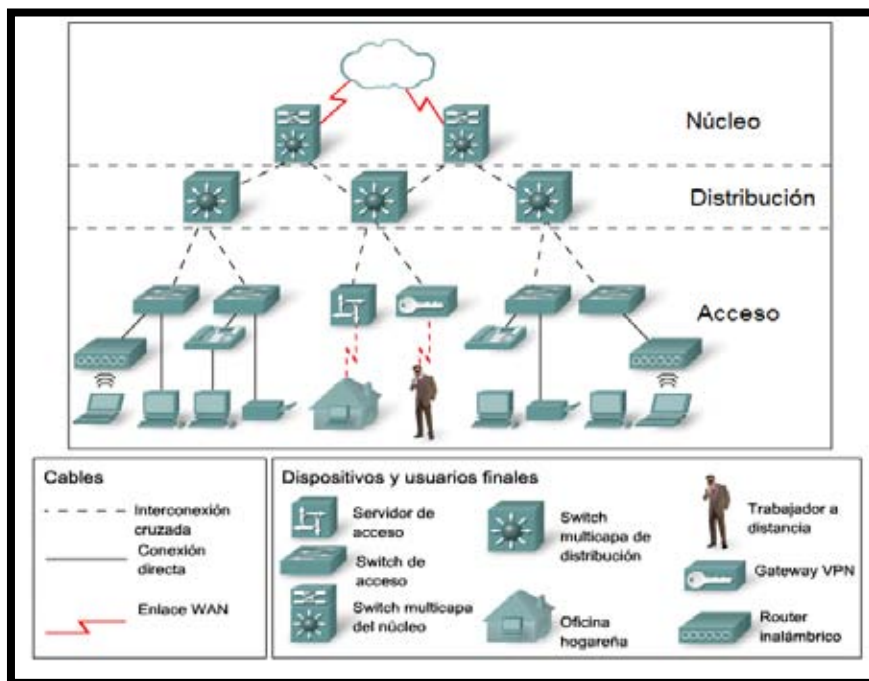 Núcleo
Distribución
Acceso
Cables
Interconexión
cruzada
Conexión
directa
Enlace WAN
Dispositivos y usuarios finales
Servidor de
acceso
Switch de
acceso
Switch multicapa
del núcleo
Switch
multicapa de
distribución
Oficina
hogareña
Trabajador a
distancia
Gateway VPN
Router
inalámbrico